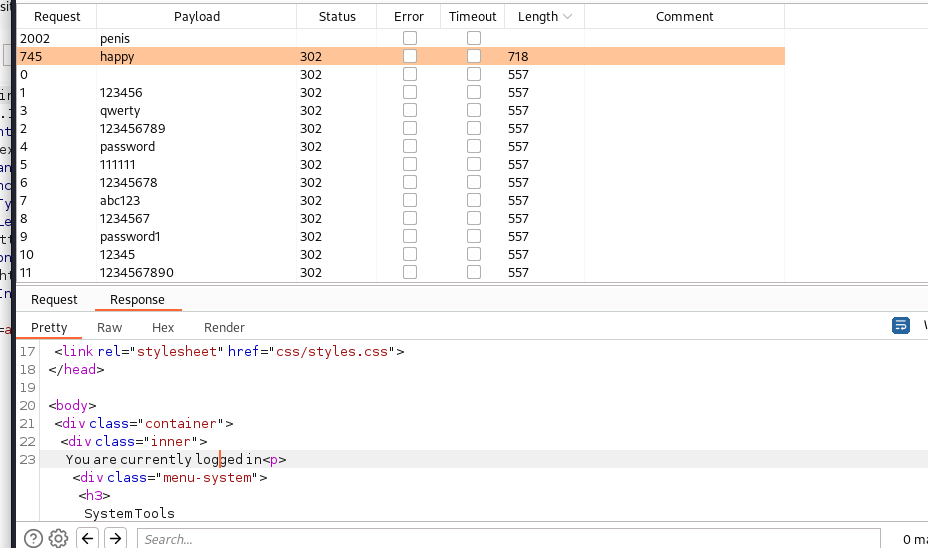 sit
Request Payload Status Error Timeout Length Comment
2002 penis
745 happy 302 718
0 302 557
1 123456 302 557
3 qwerty 302 557
2 123456789 302 557
4 password 302 557
5 111111 302 557
6 12345678 302 557
7 abc123 302 557
8 1234567 302 557
9 password1 302 557
10 12345 302 557
11 1234567890 302 557
Request Response
Pretty Raw Hex Render
17 <link rel="stylesheet" href="css/styles.css">
18 </head>
19
20 <body>
21 <div class="container">
22 <div class="inner">
23 You are currently logged in<p>
<div class="menu-system">
<h3>
System Tools
? Search... 0 ma